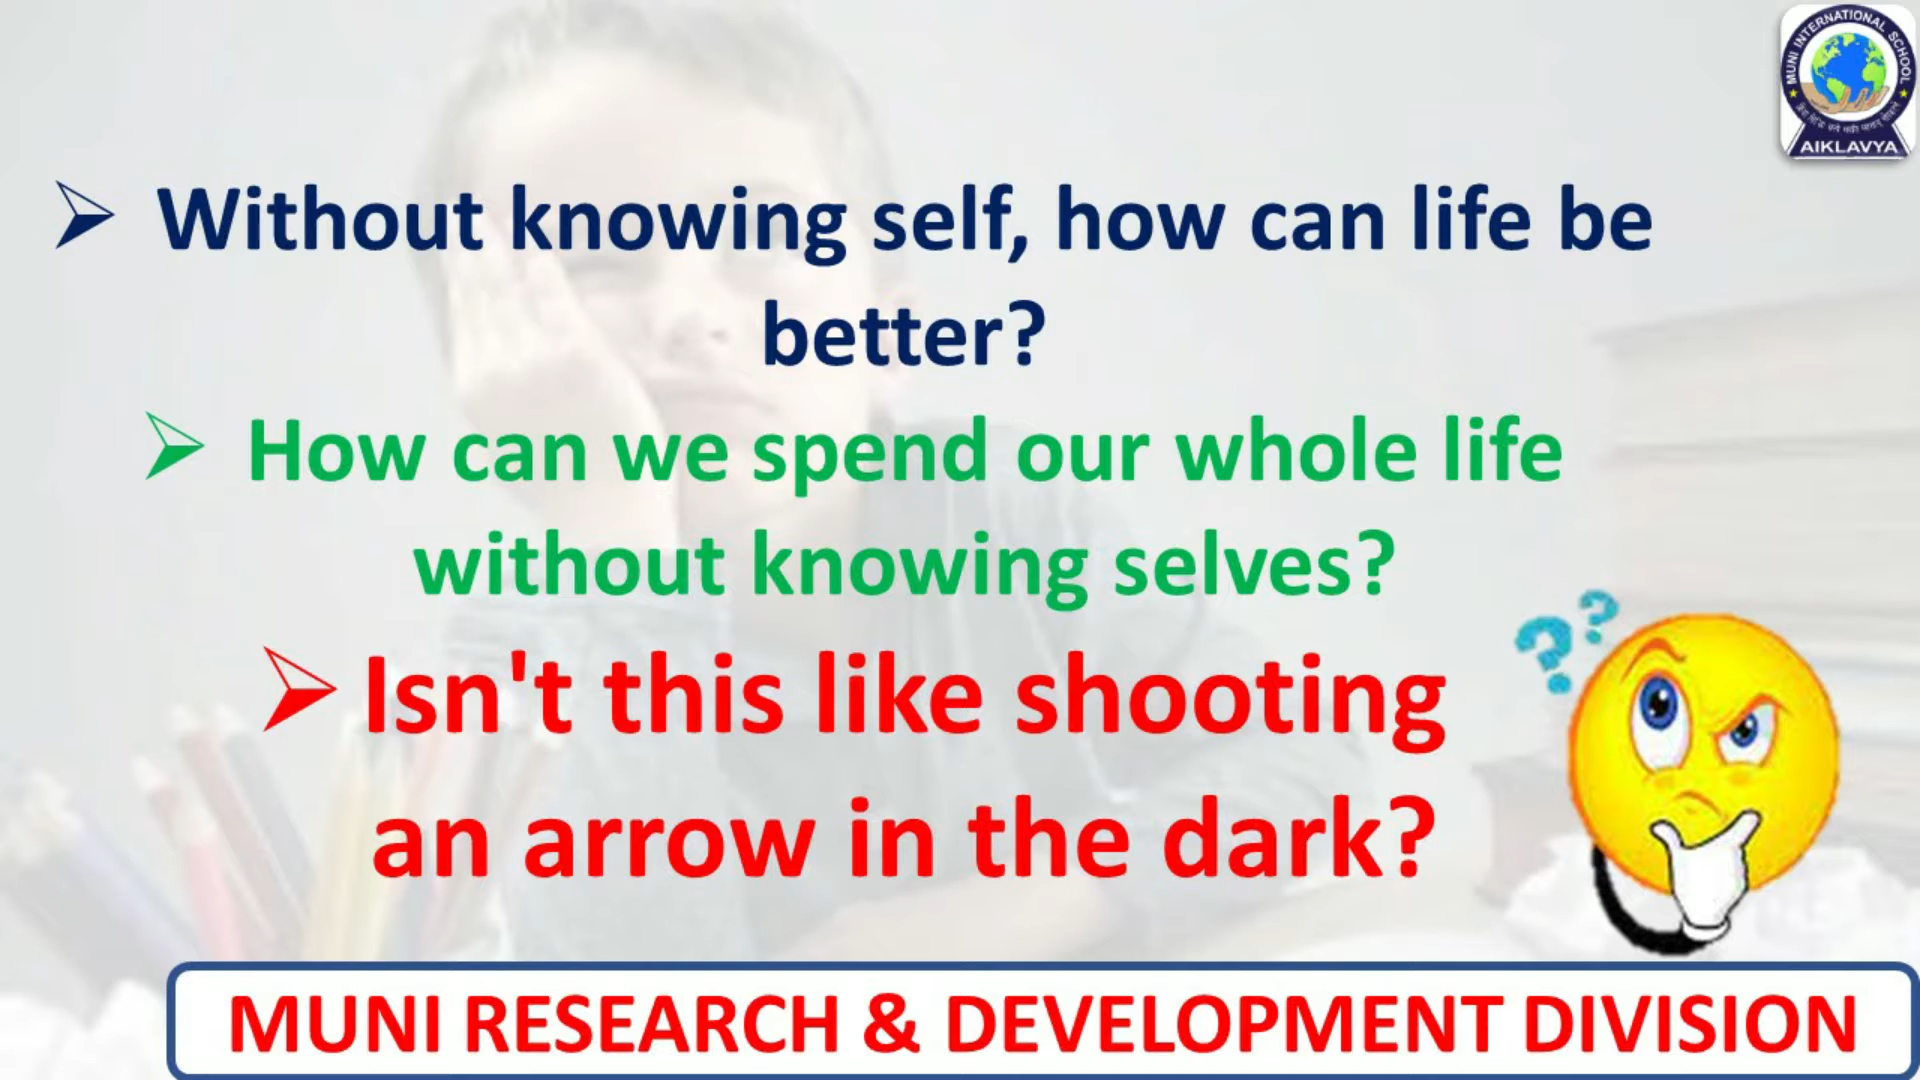 MUNI INTERNATIONAL SCHOOL
AIKLAVYA
Without knowing self, how can life be
better?
How can we spend our whole life
without knowing selves?
Isn't this like shooting
an arrow in the dark?
??
MUNI RESEARCH & DEVELOPMENT DIVISION